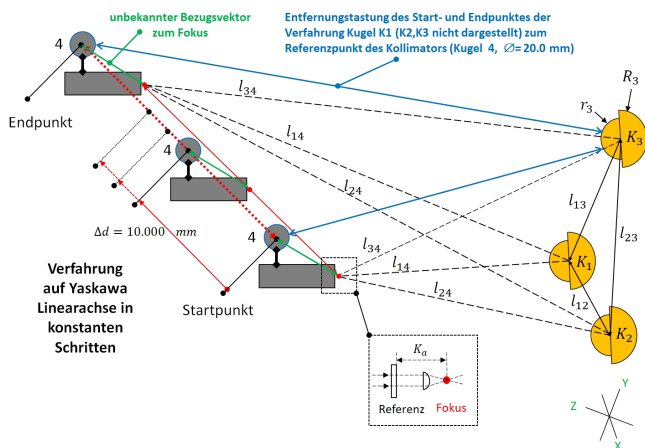 unbekannter Bezugsvektor
zum Fokus
Entfernungstastung des Start- und Endpunktes der
Verfahrung Kugel K1 (K2,K3 nicht dargestellt) zum
Referenzpunkt des Kollimators (Kugel 4, ∅= 20.0 mm)
4
Endpunkt
l34
R3
r3
K3
l14
4
l24
l13
l23
Δd = 10.000 mm
4
l34
l14
K1
l24
l12
Verfahrung
auf Yaskawa
Linearachse in
konstanten
Schritten
Startpunkt
K2
Ka
Referenz Fokus
Y
Z
X